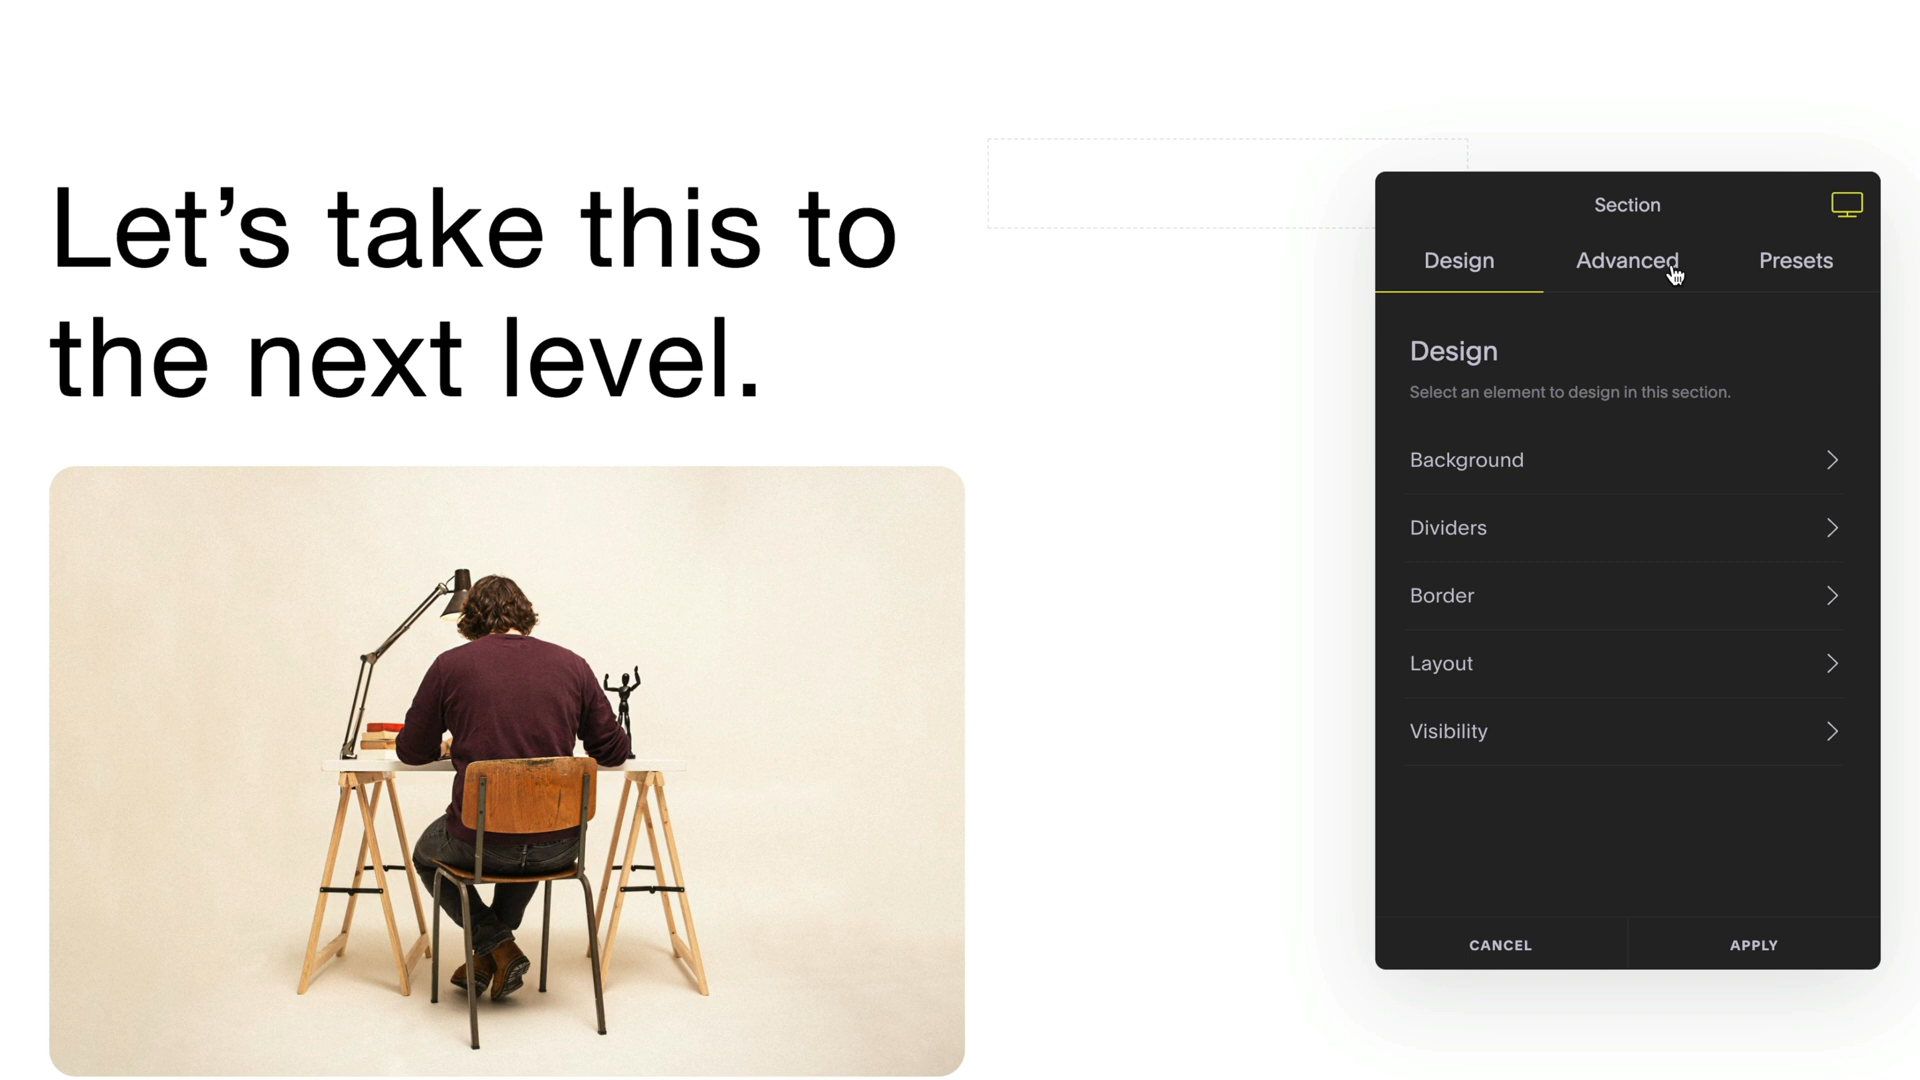 Let’s take this to
the next level.
Section
Design Advanced Presets
Design
Select an element to design in this section.
Background
Dividers
Border
Layout
Visibility
CANCEL APPLY